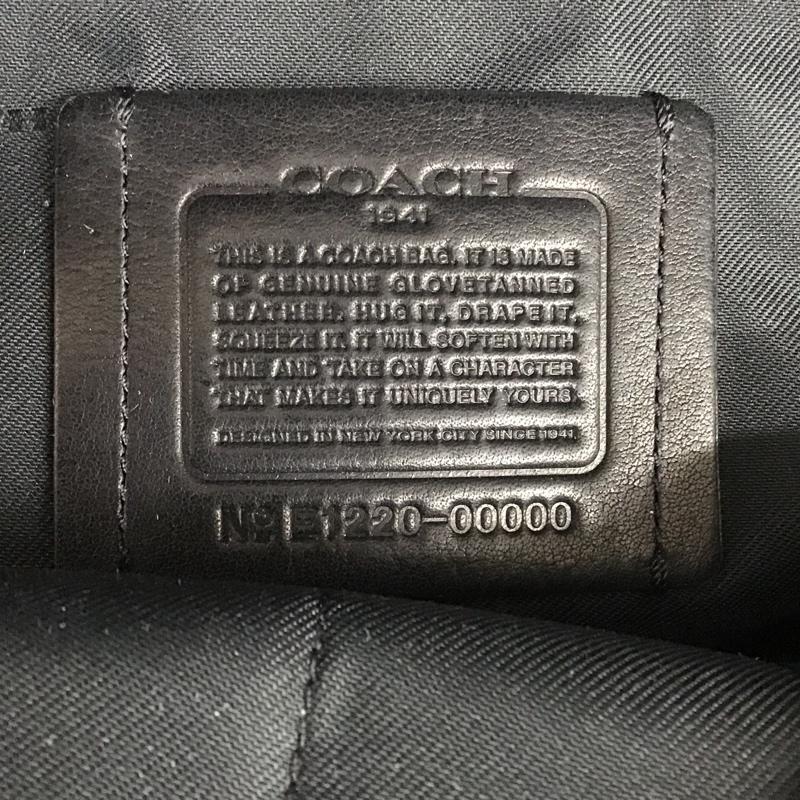 COACH
1941
THIS IS A COACH BAG. IT IS MADE
OF GENUINE GLOVETANNED
LEATHER. HUG IT, DRAPE IT,
SQUEEZE IT. IT WILL SOFTEN WITH
TIME AND TAKE ON A CHARACTER
THAT MAKES IT UNIQUELY YOURS.
DESIGNED IN NEW YORK CITY SINCE 1941.
Nº E1220-00000